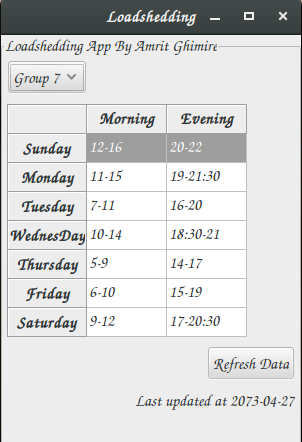 Loadshedding
Loadshedding App By Amrit Ghimire
Group 7
Morning Evening
Sunday 12-16 20-22
Monday 11-15 19-21:30
Tuesday 7-11 16-20
WednesDay 10-14 18:30-21
Thursday 5-9 14-17
Friday 6-10 15-19
Saturday 9-12 17-20:30
Refresh Data
Last updated at 2073-04-27